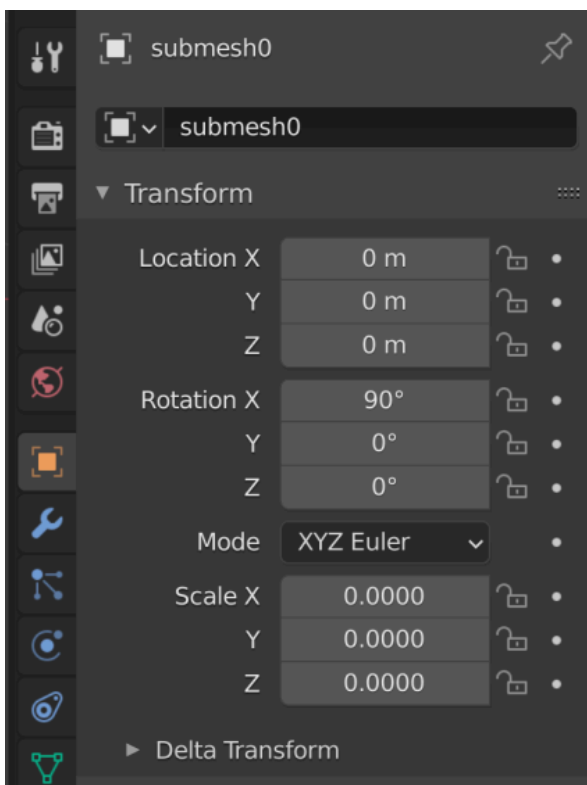 submesh0
submesh0
Transform
Location X 0 m
Y 0 m
Z 0 m
Rotation X 90°
Y 0°
Z 0°
Mode XYZ Euler
Scale X 0.0000
Y 0.0000
Z 0.0000
Delta Transform